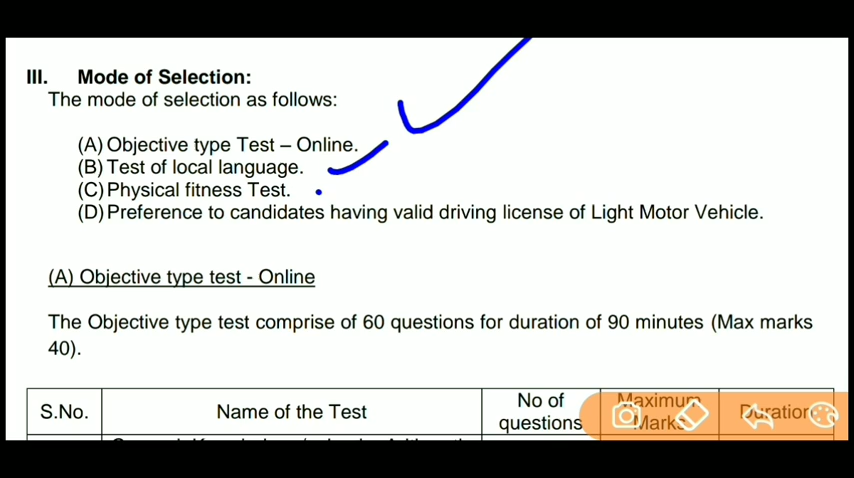 III. Mode of Selection:
The mode of selection as follows:
(A) Objective type Test – Online.
(B) Test of local language.
(C) Physical fitness Test.
(D) Preference to candidates having valid driving license of Light Motor Vehicle.
(A) Objective type test - Online
The Objective type test comprise of 60 questions for duration of 90 minutes (Max marks
40).
S.No. Name of the Test No of questions Maximum Marks Duration